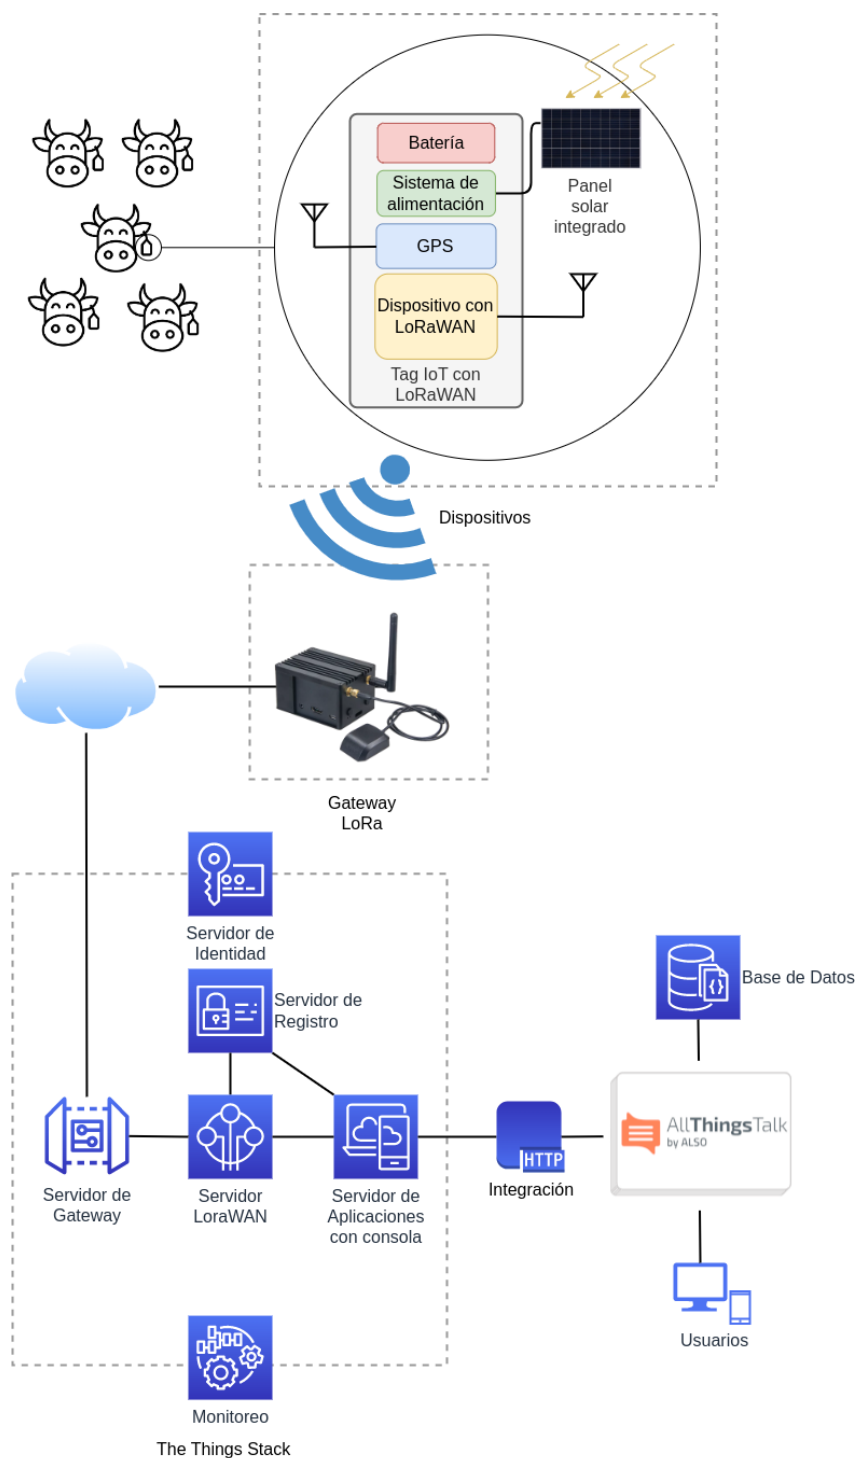 Batería
Sistema de
alimentación
GPS
Dispositivo con
LoRaWAN
Tag IoT con
LoRaWAN
Panel
solar
integrado
Dispositivos
Gateway
LoRa
Servidor de
Identidad
Servidor de
Registro
Servidor de
Gateway
Servidor
LoraWAN
Servidor de
Aplicaciones
con consola
HTTP
Integración
Base de Datos
AllThingsTalk
by ALSO
Usuarios
Monitoreo
The Things Stack